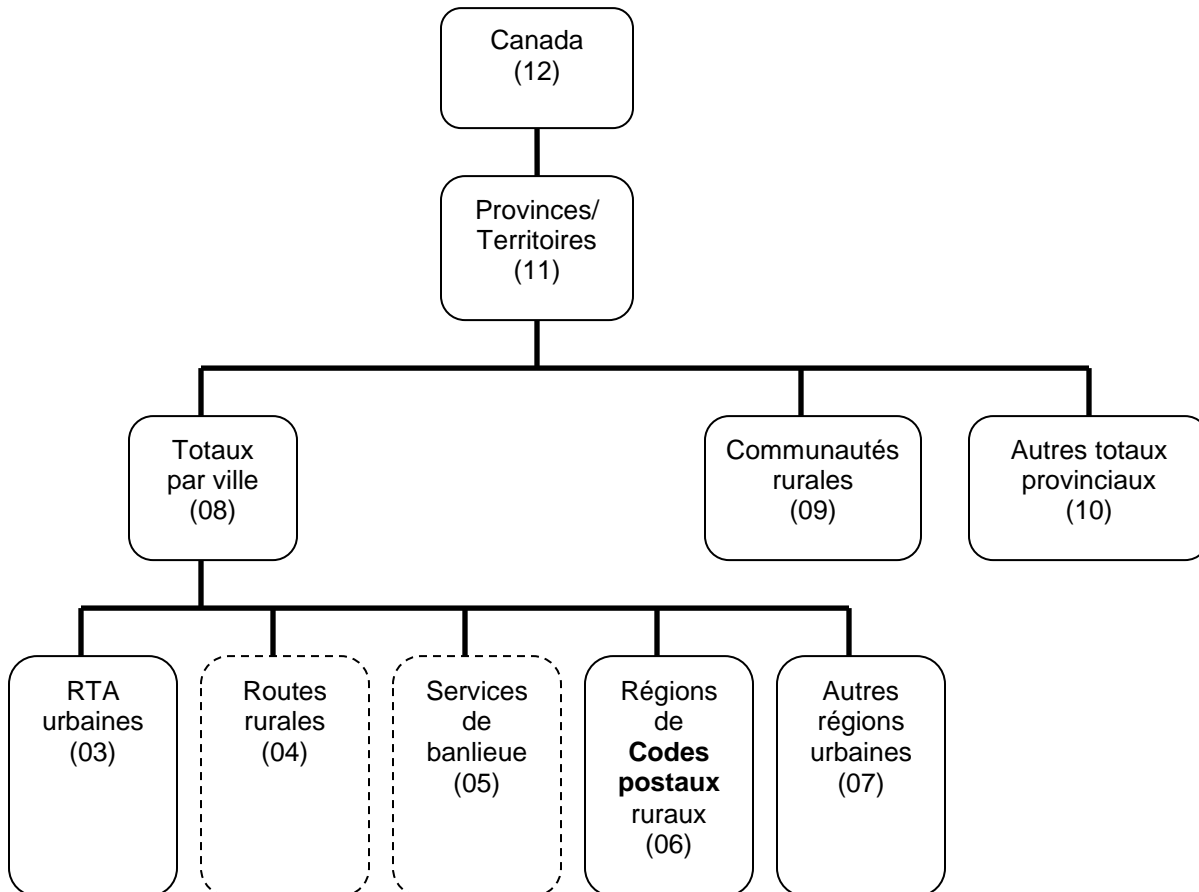 Canada
(12)
Provinces/
Territoires
(11)
Totaux
par ville
(08)
Communautés
rurales
(09)
Autres totaux
provinciaux
(10)
RTA
urbaines
(03)
Routes
rurales
(04)
Services
de
banlieue
(05)
Régions
de
Codes
postaux
ruraux
(06)
Autres
régions
urbaines
(07)